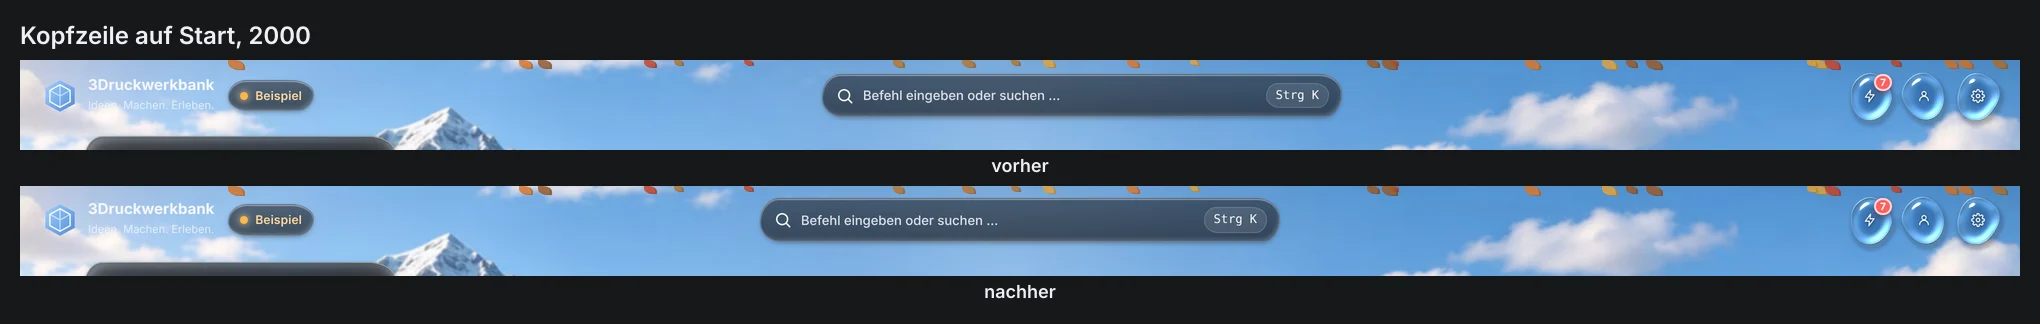 Kopfzeile auf Start, 2000
3Druckwerkbank
Ideen. Machen. Erleben.
Beispiel
Befehl eingeben oder suchen ...
Strg K
7
vorher
3Druckwerkbank
Ideen. Machen. Erleben.
Beispiel
Befehl eingeben oder suchen ...
Strg K
7
nachher